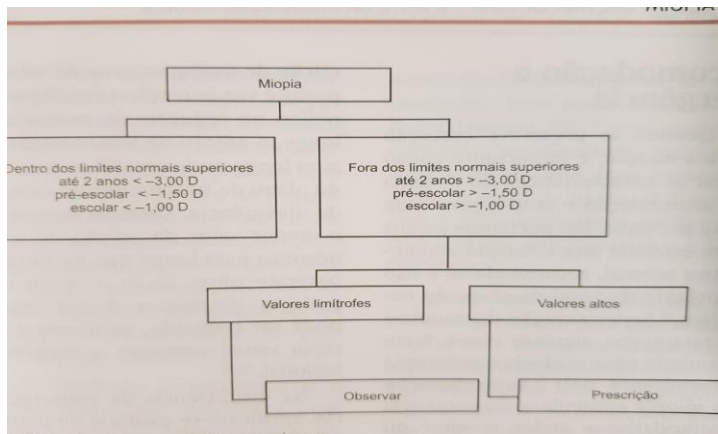 MIOPIA
Miopia
Dentro dos limites normais superiores
até 2 anos < –3,00 D
pré-escolar < –1,50 D
escolar < –1,00 D
Fora dos limites normais superiores
até 2 anos > –3,00 D
pré-escolar > –1,50 D
escolar > –1,00 D
Valores limítrofes
Valores altos
Observar
Prescrição